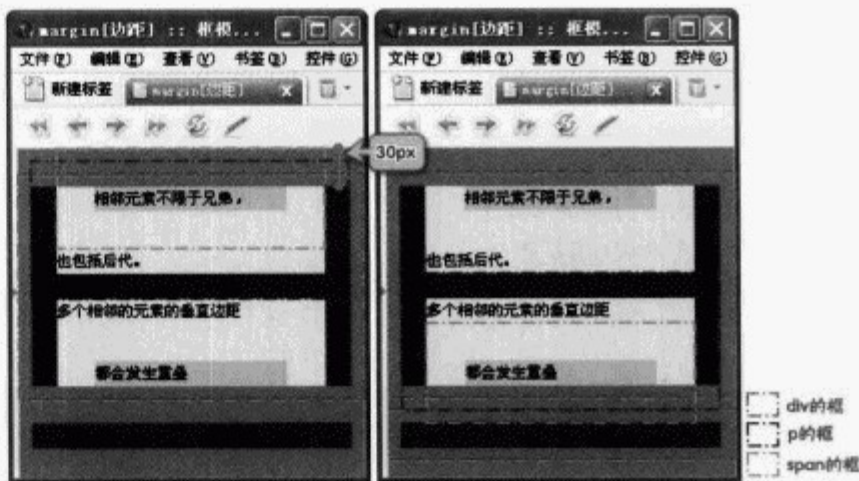 margin[边距] :: 框模...
文件(F) 编辑(E) 查看(V) 书签(B) 控件(G)
新建标签 margin[边距]
30px
相邻元素不限于兄弟，
也包括后代。
多个相邻的元素的垂直边距
都会发生重叠
margin[边距] :: 框模...
文件(F) 编辑(E) 查看(V) 书签(B) 控件(G)
新建标签 margin[边距]
相邻元素不限于兄弟，
也包括后代。
多个相邻的元素的垂直边距
都会发生重叠
div的框
p的框
span的框